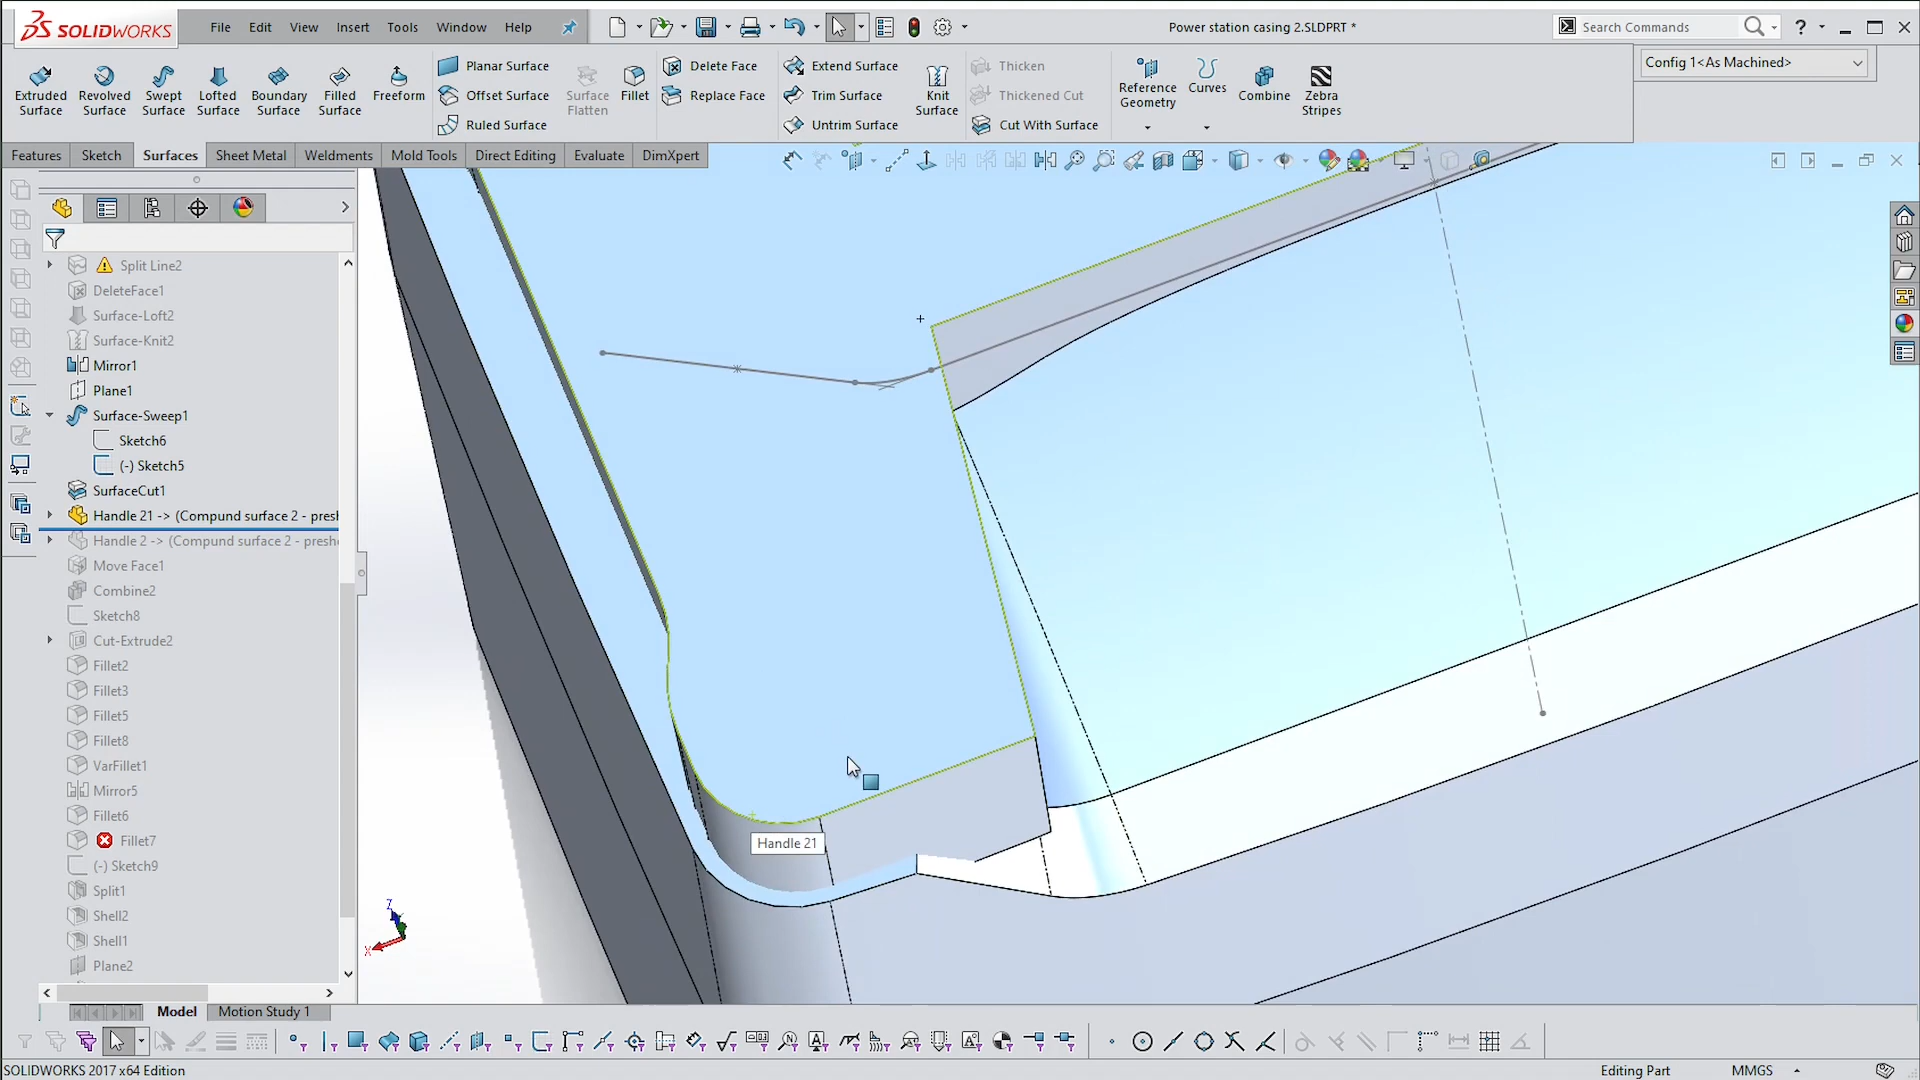 SOLIDWORKS File Edit View Insert Tools Window Help Power station casing 2.SLDPRT * Search Commands ?
Config 1<As Machined>
Extruded Surface Revolved Surface Swept Surface Lofted Surface Boundary Surface Filled Surface Freeform
Planar Surface
Offset Surface
Ruled Surface
Surface Flatten
Fillet
Delete Face
Replace Face
Extend Surface
Trim Surface
Untrim Surface
Knit Surface
Thicken
Thickened Cut
Cut With Surface
Reference Geometry
Curves
Combine
Zebra Stripes
Features Sketch Surfaces Sheet Metal Weldments Mold Tools Direct Editing Evaluate DimXpert
Split Line2
DeleteFace1
Surface-Loft2
Surface-Knit2
Mirror1
Plane1
Surface-Sweep1
Sketch6
(-) Sketch5
SurfaceCut1
Handle 21 -> (Compund surface 2 - presh
Handle 2 -> (Compund surface 2 - presh
Move Face1
Combine2
Sketch8
Cut-Extrude2
Fillet2
Fillet3
Fillet5
Fillet8
VarFillet1
Mirror5
Fillet6
Fillet7
(-) Sketch9
Split1
Shell2
Shell1
Plane2
Handle 21
Z
X
Model Motion Study 1
SOLIDWORKS 2017 x64 Edition Editing Part MMGS